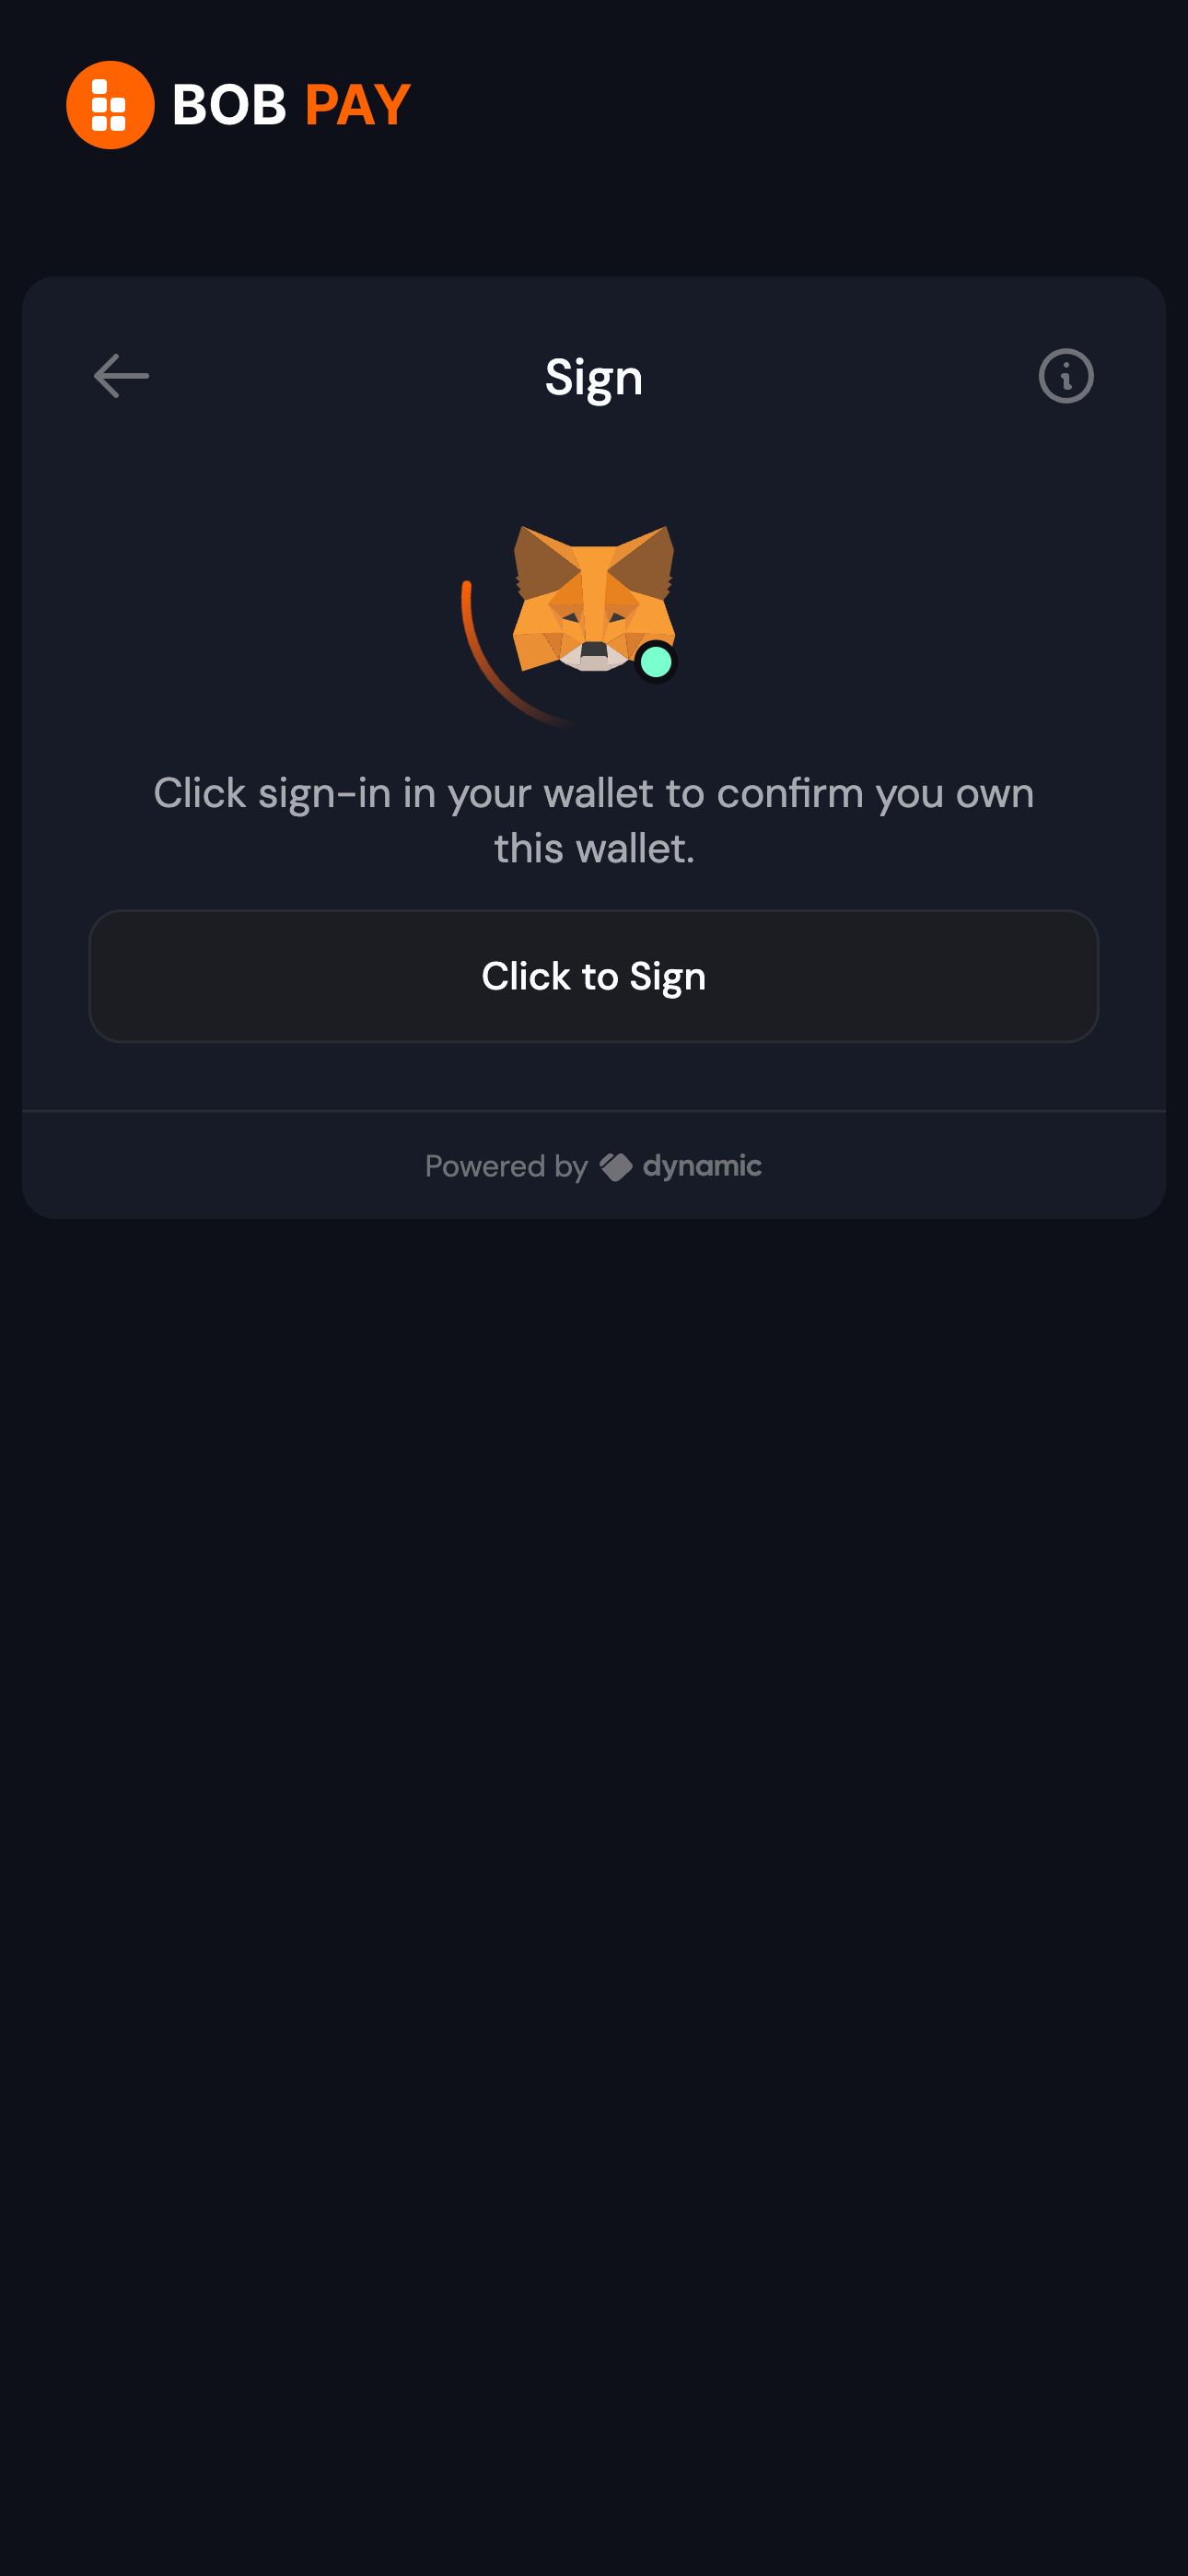 BOB PAY
Sign
Click sign-in in your wallet to confirm you own
this wallet.
Click to Sign
Powered by dynamic